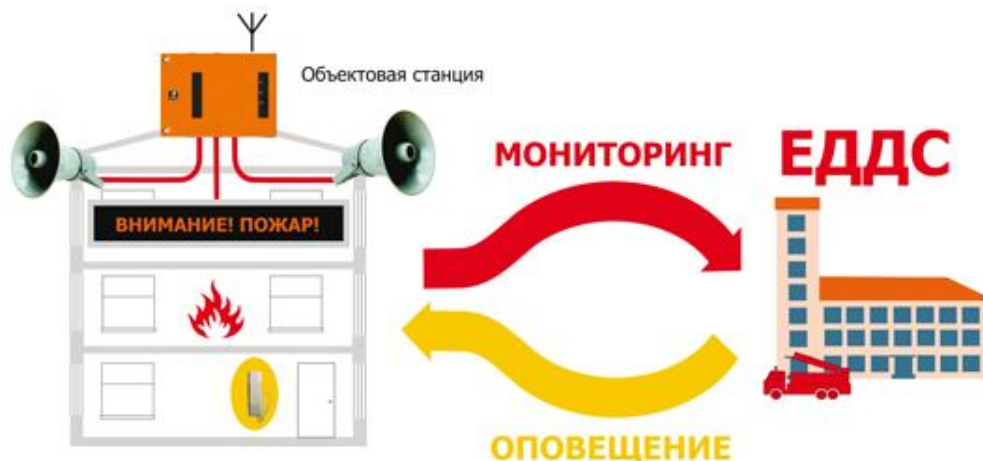 Объектовая станция
МОНИТОРИНГ
ЕДДС
ВНИМАНИЕ! ПОЖАР!
ОПОВЕЩЕНИЕ